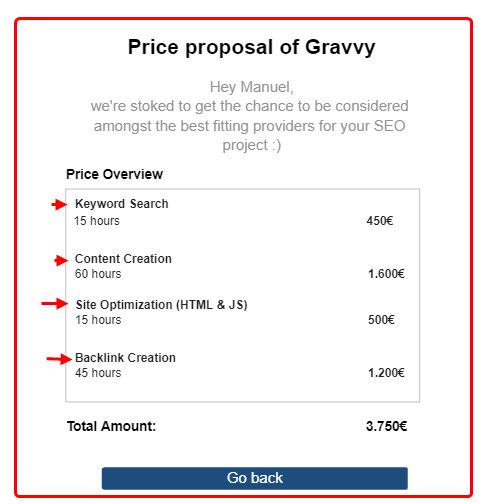 Price proposal of Gravvy
Hey Manuel,
we're stoked to get the chance to be considered
amongst the best fitting providers for your SEO
project :)
Price Overview
Keyword Search
15 hours 450€
Content Creation
60 hours 1.600€
Site Optimization (HTML & JS)
15 hours 500€
Backlink Creation
45 hours 1.200€
Total Amount: 3.750€
Go back